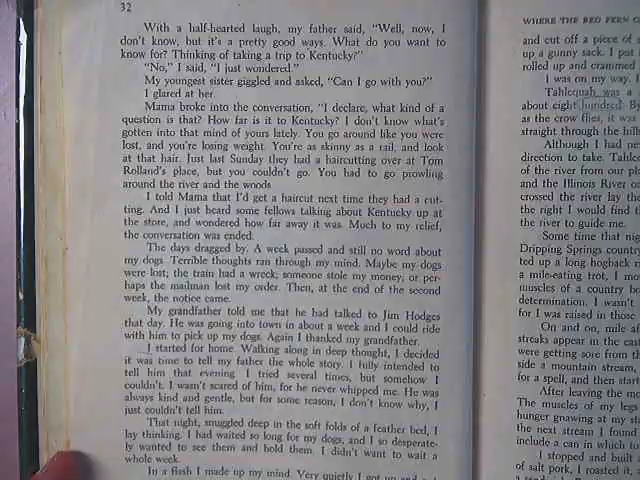 32
With a half-hearted laugh, my father said, "Well, now, I
don't know, but it's a pretty good ways. What do you want to
know for? Thinking of taking a trip to Kentucky?"
"No," I said, "I just wondered."
My youngest sister giggled and asked, "Can I go with you?"
I glared at her.
Mama broke into the conversation, "I declare, what kind of a
question is that? How far is it to Kentucky? I don't know what's
gotten into that mind of yours lately. You go around like you were
lost, and you're losing weight. You're as skinny as a rail, and look
at that hair. Just last Sunday they had a haircutting over at Tom
Rolland's place, but you couldn't go. You had to go prowling
around the river and the woods
I told Mama that I'd get a haircut next time they had a cut-
ting. And I just heard some fellows talking about Kentucky up at
the store, and wondered how far away it was. Much to my relief,
the conversation was ended.
The days dragged by. A week passed and still no word about
my dogs. Terrible thoughts ran through my mind. Maybe my dogs
were lost; the train had a wreck; someone stole my money; or per-
haps the mailman lost my order. Then, at the end of the second
week, the notice came.
My grandfather told me that he had talked to Jim Hodges
that day. He was going into town in about a week and I could ride
with him to pick up my dogs. Again I thanked my grandfather.
I started for home. Walking along in deep thought, I decided
it was time to tell my father the whole story. I fully intended to
tell him that evening. I tried several times, but somehow I
couldn't. I wasn't scared of him, for he never whipped me. He was
always kind and gentle, but for some reason, I don't know why, I
just couldn't tell him.
That night, snuggled deep in the soft folds of a feather bed, I
lay thinking. I had waited so long for my dogs, and I so desperate-
ly wanted to see them and hold them. I didn't want to wait a
whole week.
In a flash I made up my mind. Very quietly I got up and
WHERE THE RED FERN G
and cut off a piece of s
up a gunny sack. I put
rolled up and crammed
I was on my way.
Tahlequah was a
about eight hundred. By
as the crow flies, it was
straight through the hills
Although I had ne
direction to take. Tahle
of the river from our pl
and the Illinois River o
crossed the river lay the
the right I would find t
the river to guide me.
Some time that nig
Dripping Springs country
ted up a long hogback r
a mile-eating trot, I mo
muscles of a country bo
determination. I wasn't
for I was raised in those
On and on, mile af
streaks appear in the east
were getting sore from th
side a mountain stream,
for a spell, and then start
After leaving the mo
The muscles of my legs
hunger gnawing at my st
the next stream I found
include a can in which to
I stopped and built a
of salt pork, I roasted it, a